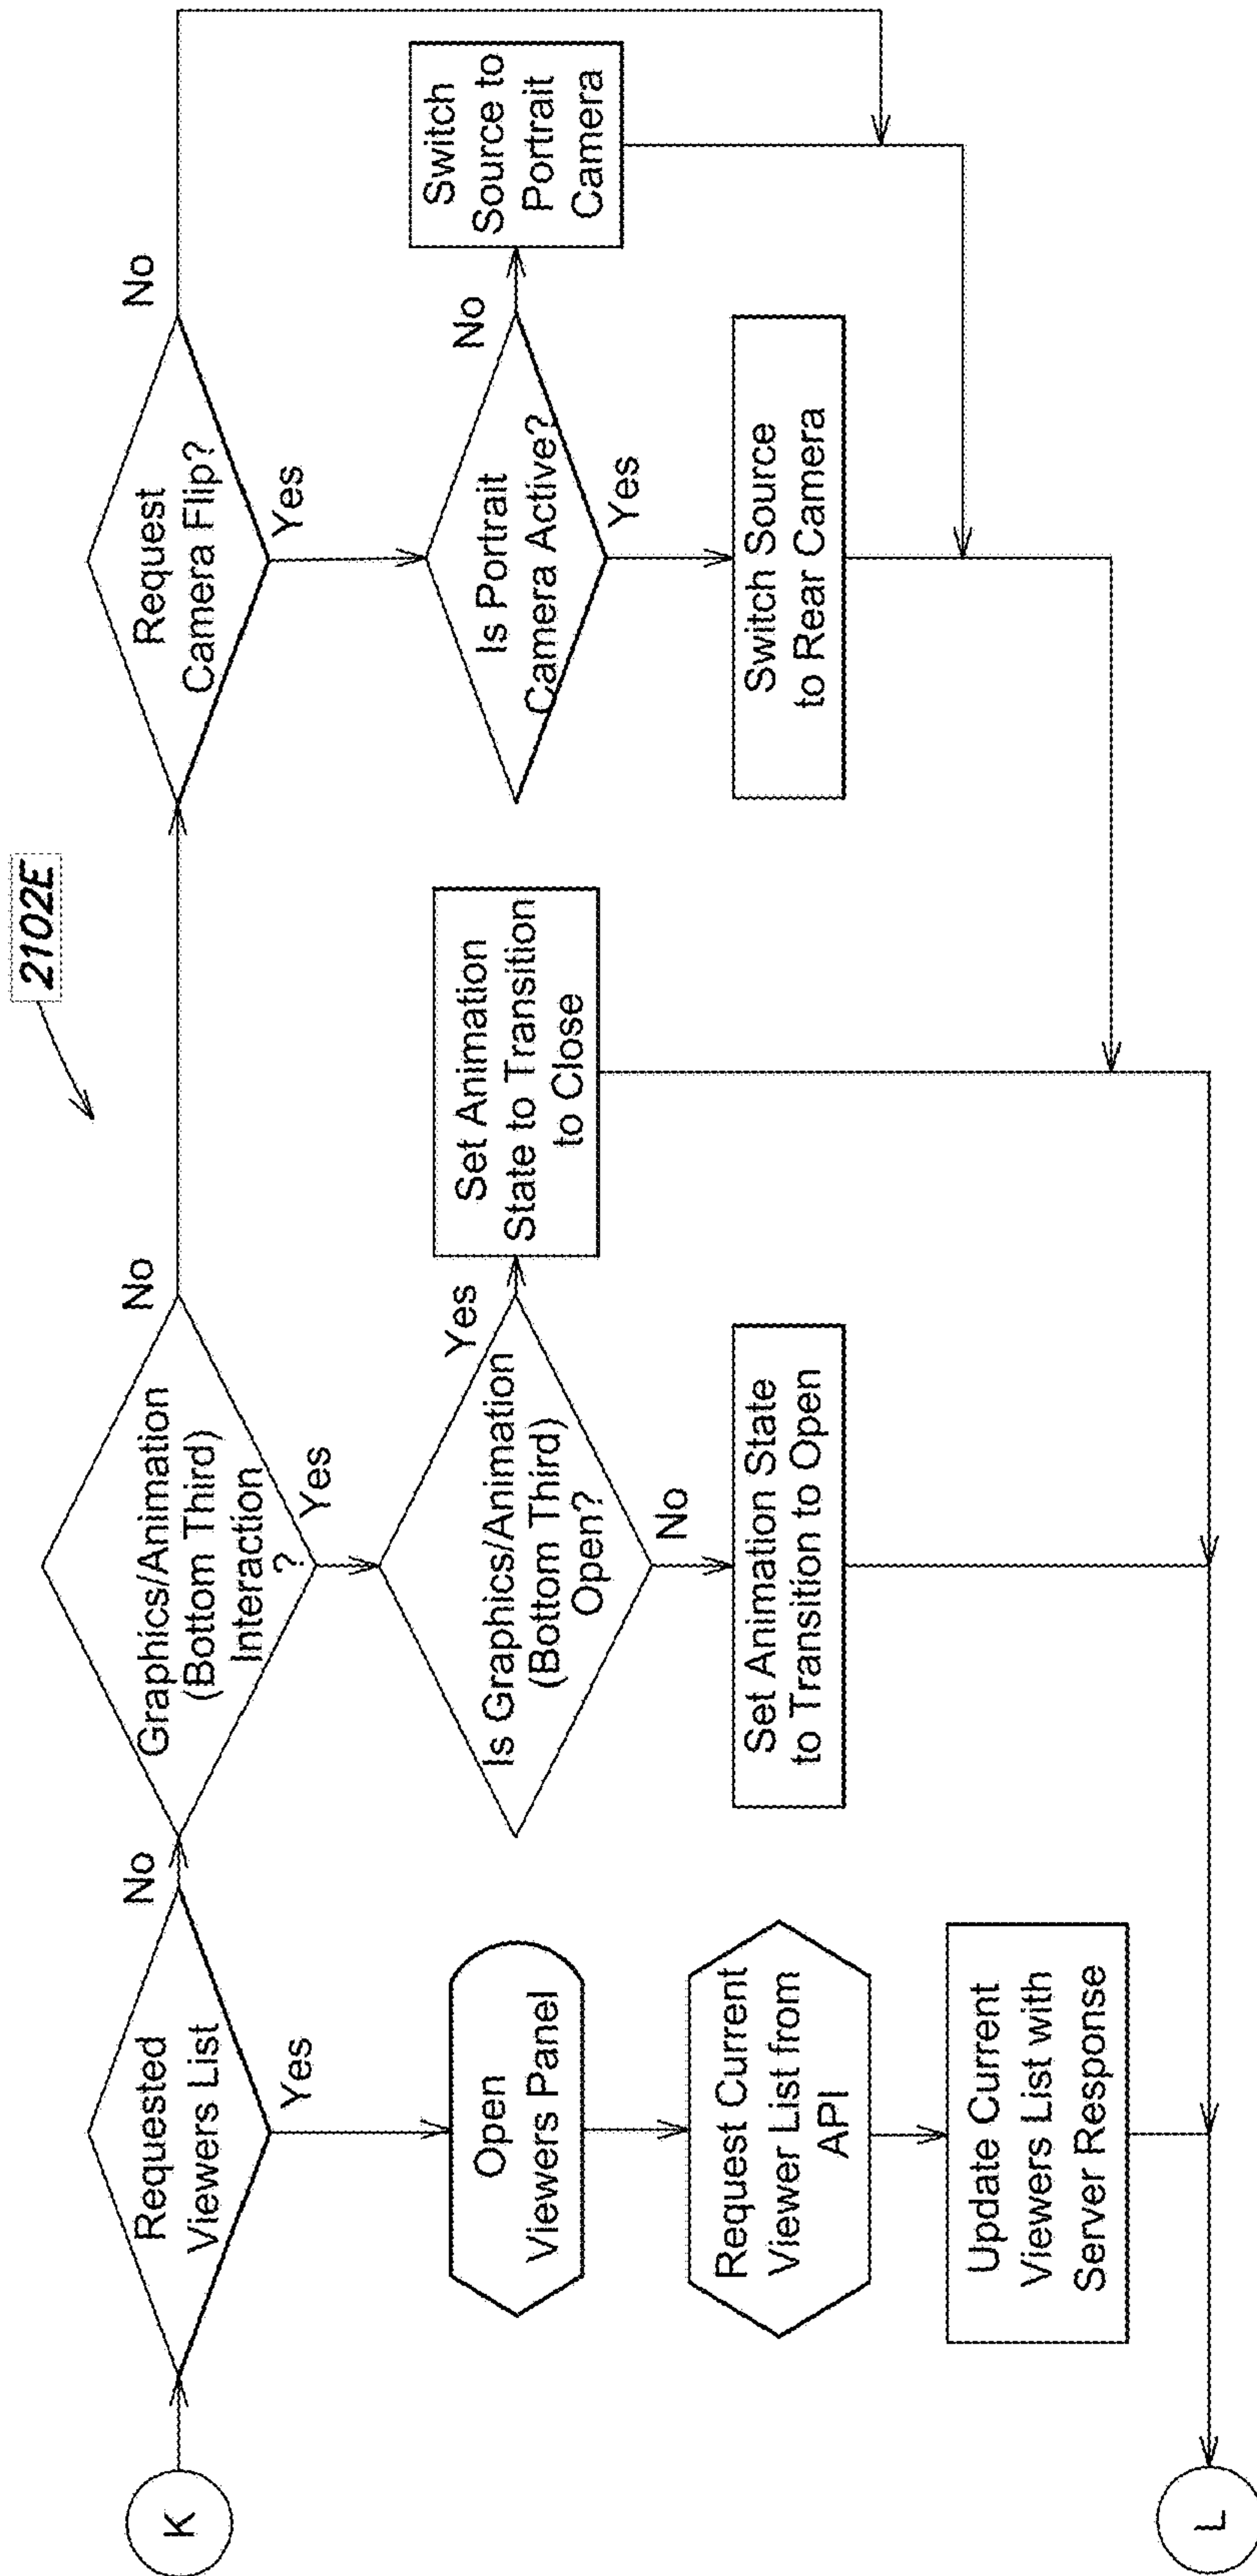 2102E
K
Requested
Viewers List
No
Yes
Open
Viewers Panel
Request Current
Viewer List from
API
Update Current
Viewers List with
Server Response
Graphics/Animation
(Bottom Third)
Interaction
?
No
Yes
Is Graphics/Animation
(Bottom Third)
Open?
Yes
No
Set Animation
State to Transition
to Close
Set Animation State
to Transition to Open
Request
Camera Flip?
No
Yes
Is Portrait
Camera Active?
No
Yes
Switch
Source to
Portrait
Camera
Switch Source
to Rear Camera
L